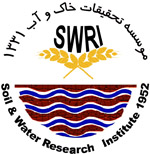 موسسه تحقیقات خاک و آب ۱۳۳۱
SWRI
Soil & Water Research Institute 1952